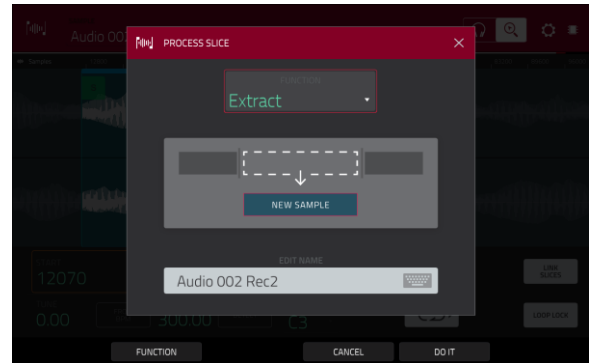 Audio 00
PROCESS SLICE
FUNCTION
Extract
NEW SAMPLE
EDIT NAME
Audio 002 Rec2
12070
LINK
SLICES
0.00
300.00
C3
LOOP LOCK
FUNCTION
CANCEL
DO IT